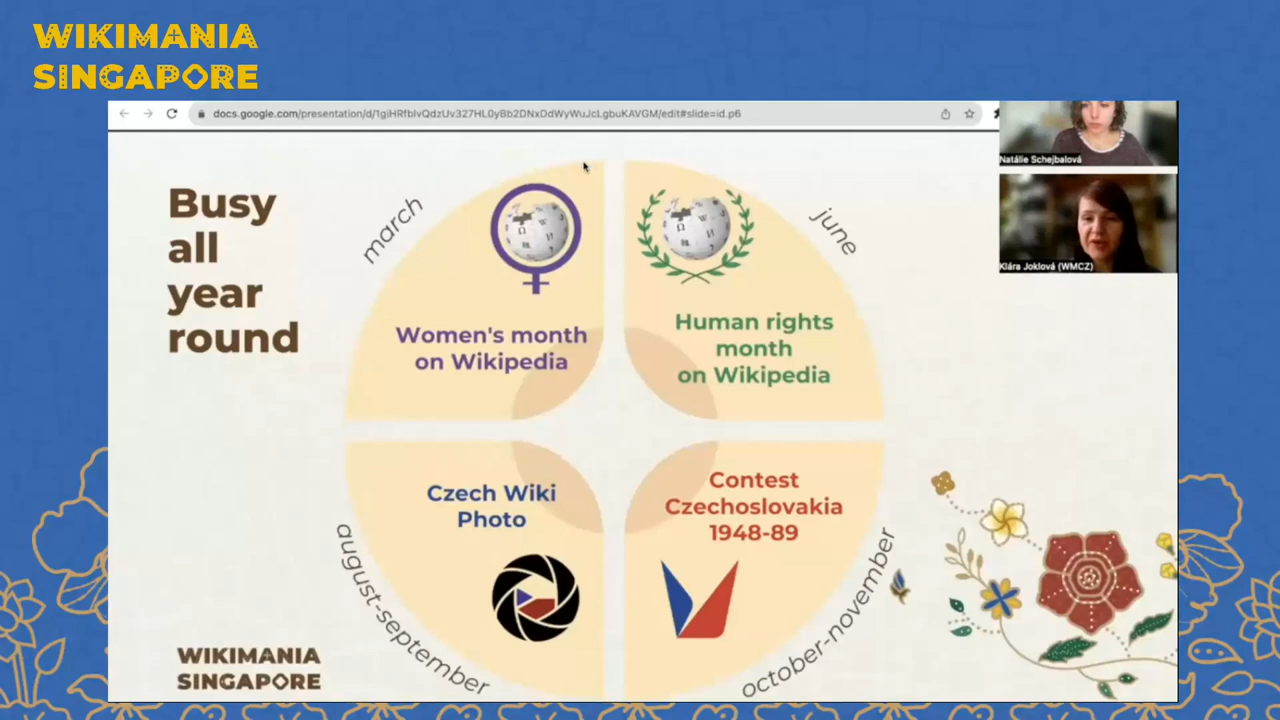 WIKIMANIA
SINGAPORE
docs.google.com/presentation/d/1giHRfbIvQdzUv327HL0yBb2DNxDdWyWuJcLgbuKAVGM/edit#slide=id.p6
Natálie Schejbalová
Klára Joklová (WMCZ)
Busy
all
year
round
march
june
Women's month
on Wikipedia
Human rights
month
on Wikipedia
Czech Wiki
Photo
Contest
Czechoslovakia
1948-89
august-september
october-november
WIKIMANIA
SINGAPORE